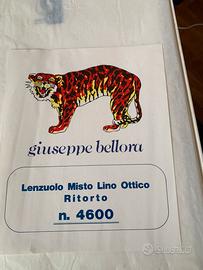 giuseppe bellora
Lenzuolo Misto Lino Ottico
Ritorto
n. 4600